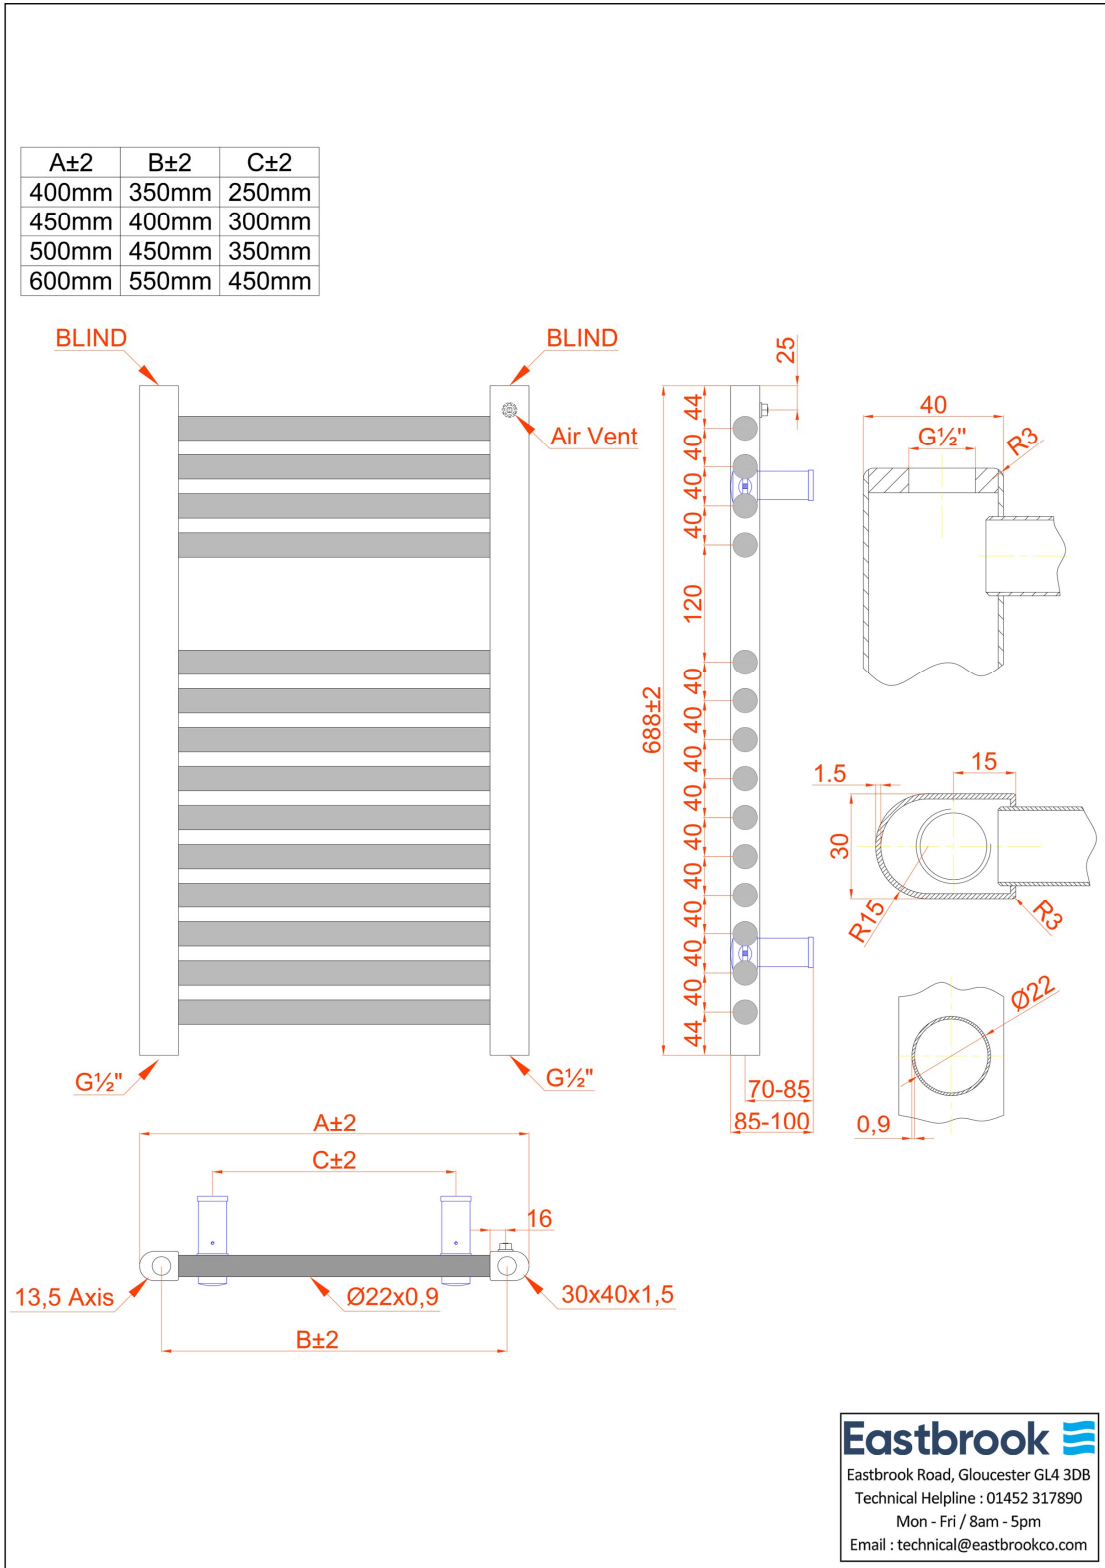 A±2 B±2 C±2
400mm 350mm 250mm
450mm 400mm 300mm
500mm 450mm 350mm
600mm 550mm 450mm
BLIND
BLIND
Air Vent
G½"
G½"
25
44
40
40
40
120
40
40
40
40
40
40
40
40
40
44
688±2
70-85
85-100
40
G½"
R3
1.5
15
30
R15
R3
Ø22
0,9
A±2
C±2
16
13,5 Axis
Ø22x0,9
30x40x1,5
B±2
Eastbrook
Eastbrook Road, Gloucester GL4 3DB
Technical Helpline : 01452 317890
Mon - Fri / 8am - 5pm
Email : technical@eastbrookco.com